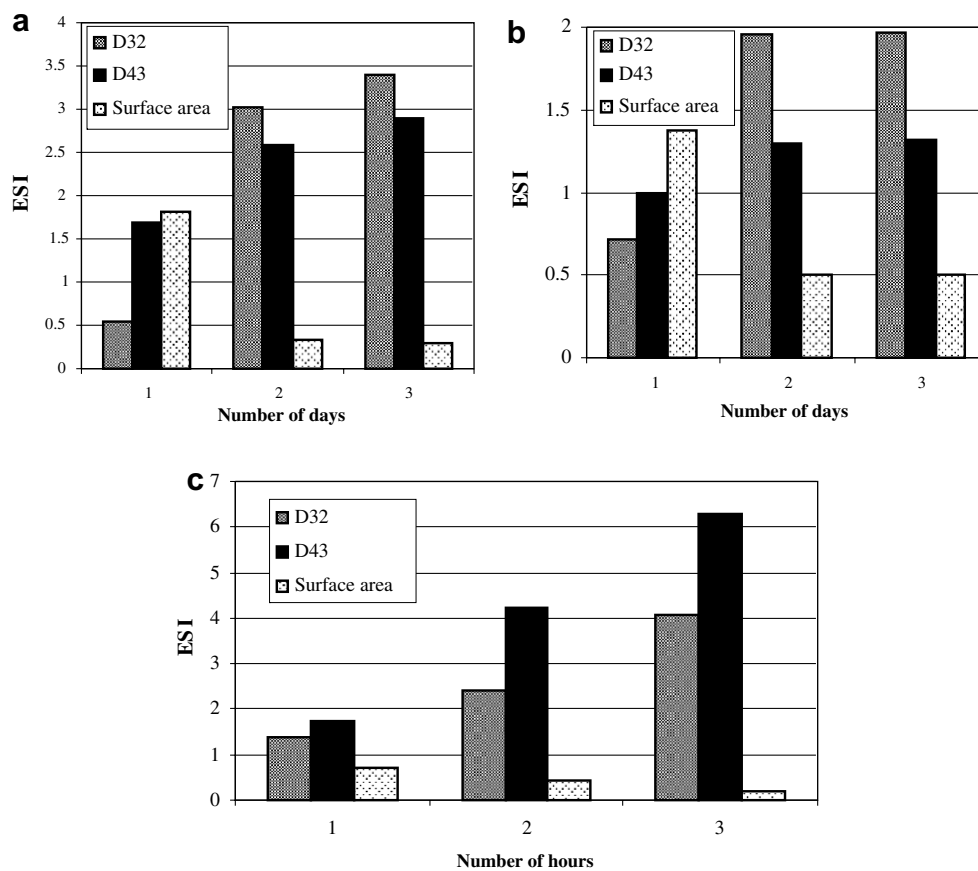 a
4
3.5
3
2.5
2
1.5
1
0.5
0
ESI
D32
D43
Surface area
1 2 3
Number of days
b
2
1.5
1
0.5
0
ESI
D32
D43
Surface area
1 2 3
Number of days
c
7
6
5
4
3
2
1
0
ESI
D32
D43
Surface area
1 2 3
Number of hours